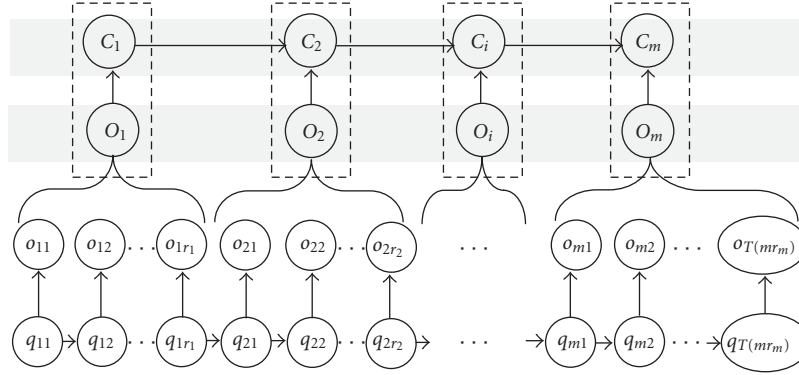 C1 C2 Ci Cm
O1 O2 Oi Om
o11 o12 ... o1r1 o21 o22 ... o2r2 ... om1 om2 ... oT(mrm)
q11 q12 ... q1r1 q21 q22 ... q2r2 ... qm1 qm2 ... qT(mrm)